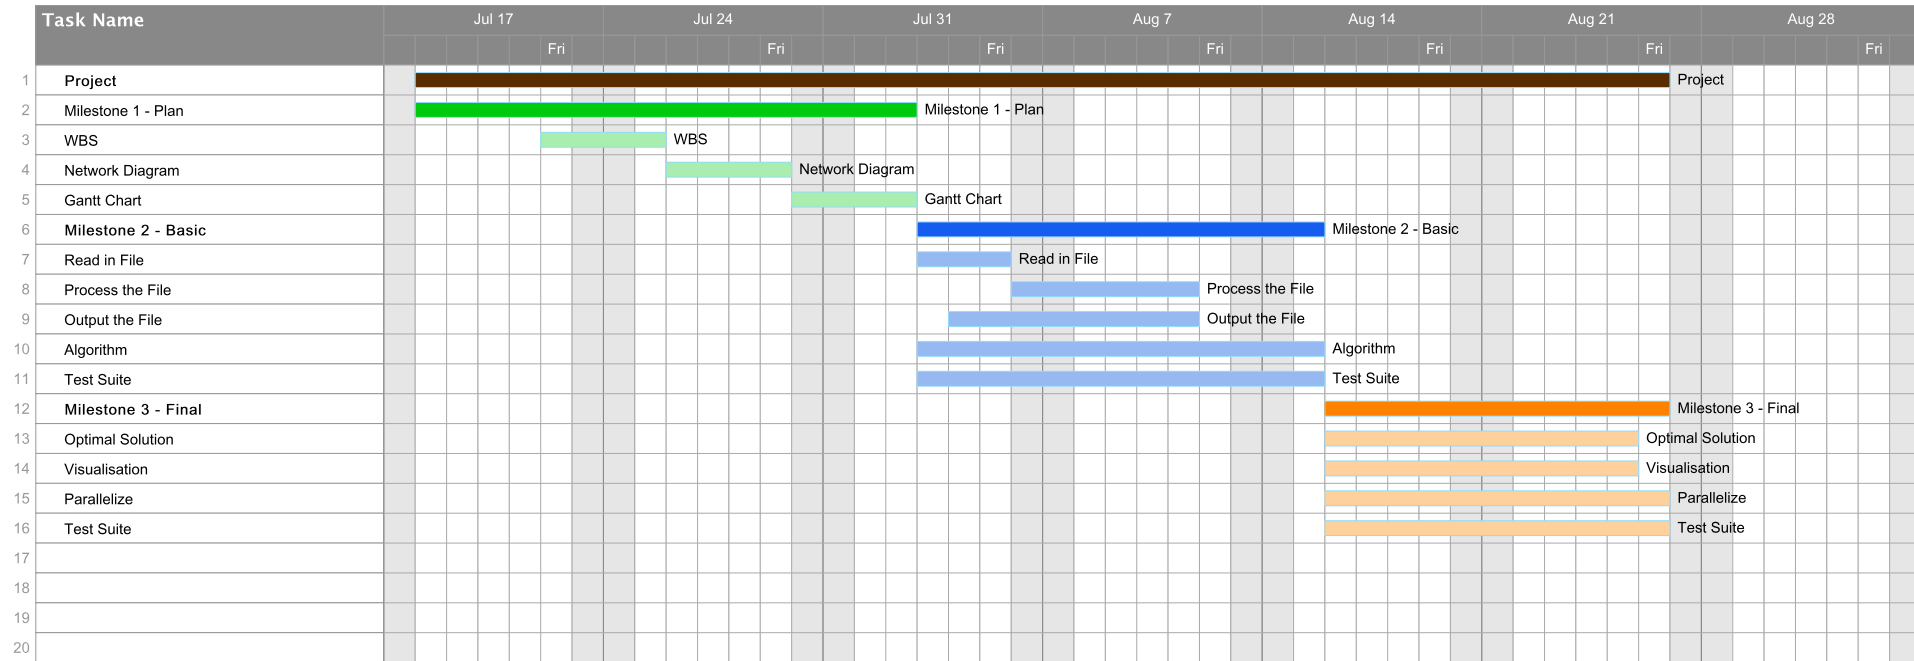 Task Name Jul 17 Jul 24 Jul 31 Aug 7 Aug 14 Aug 21 Aug 28
Fri Fri Fri Fri Fri Fri Fri
1 Project Project
2 Milestone 1 - Plan Milestone 1 - Plan
3 WBS WBS
4 Network Diagram Network Diagram
5 Gantt Chart Gantt Chart
6 Milestone 2 - Basic Milestone 2 - Basic
7 Read in File Read in File
8 Process the File Process the File
9 Output the File Output the File
10 Algorithm Algorithm
11 Test Suite Test Suite
12 Milestone 3 - Final Milestone 3 - Final
13 Optimal Solution Optimal Solution
14 Visualisation Visualisation
15 Parallelize Parallelize
16 Test Suite Test Suite
17
18
19
20